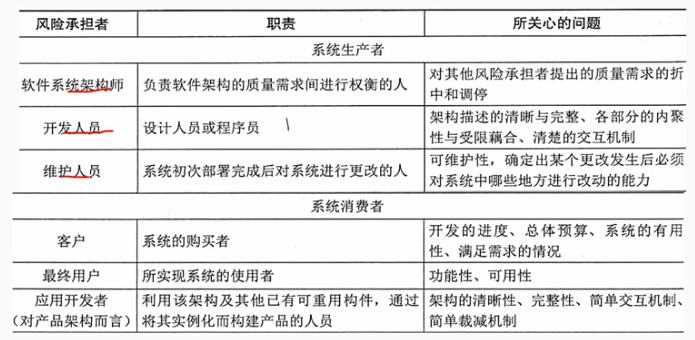 风险承担者 职责 所关心的问题
系统生产者
软件系统架构师 负责软件架构的质量需求间进行权衡的人 对其他风险承担者提出的质量需求的折
中和调停
开发人员 设计人员或程序员 架构描述的清晰与完整、各部分的内聚
性与受限藕合、清楚的交互机制
维护人员 系统初次部署完成后对系统进行更改的人 可维护性，确定出某个更改发生后必须
对系统中哪些地方进行改动的能力
系统消费者
客户 系统的购买者 开发的进度、总体预算、系统的有用
性、满足需求的情况
最终用户 所实现系统的使用者 功能性、可用性
应用开发者 利用该架构及其他已有可重用构件，通过 架构的清晰性、完整性、简单交互机制、
（对产品架构而言） 将其实例化而构建产品的人员 简单裁减机制